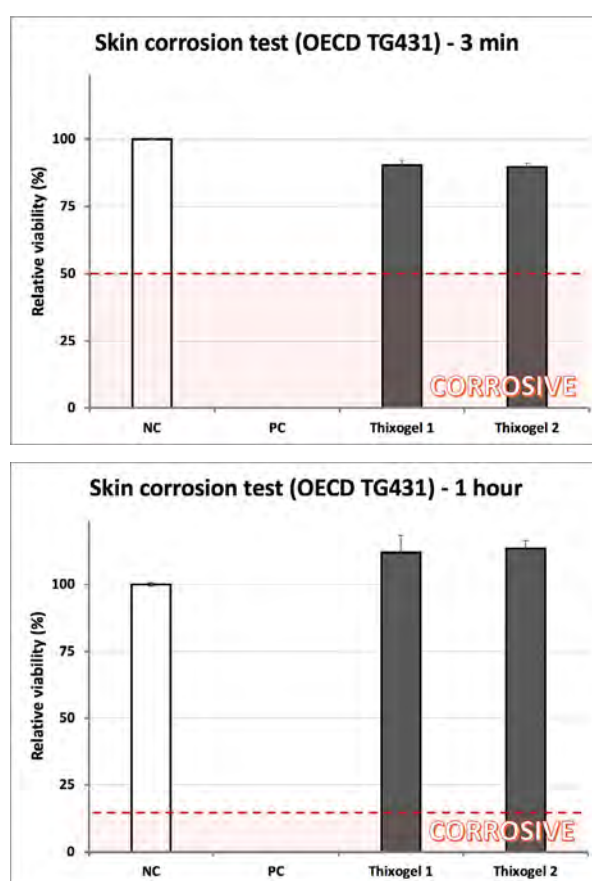 Skin corrosion test (OECD TG431) - 3 min
Relative viability (%)
100
75
50
25
0
CORROSIVE
NC PC Thixogel 1 Thixogel 2
Skin corrosion test (OECD TG431) - 1 hour
Relative viability (%)
100
75
50
25
0
CORROSIVE
NC PC Thixogel 1 Thixogel 2